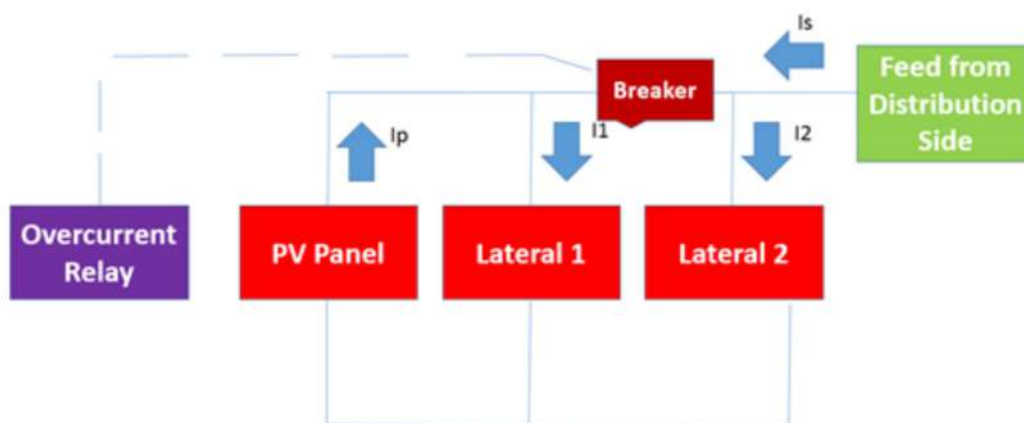 Is
Feed from
Distribution
Side
Breaker
Ip
I1
I2
Overcurrent
Relay
PV Panel
Lateral 1
Lateral 2